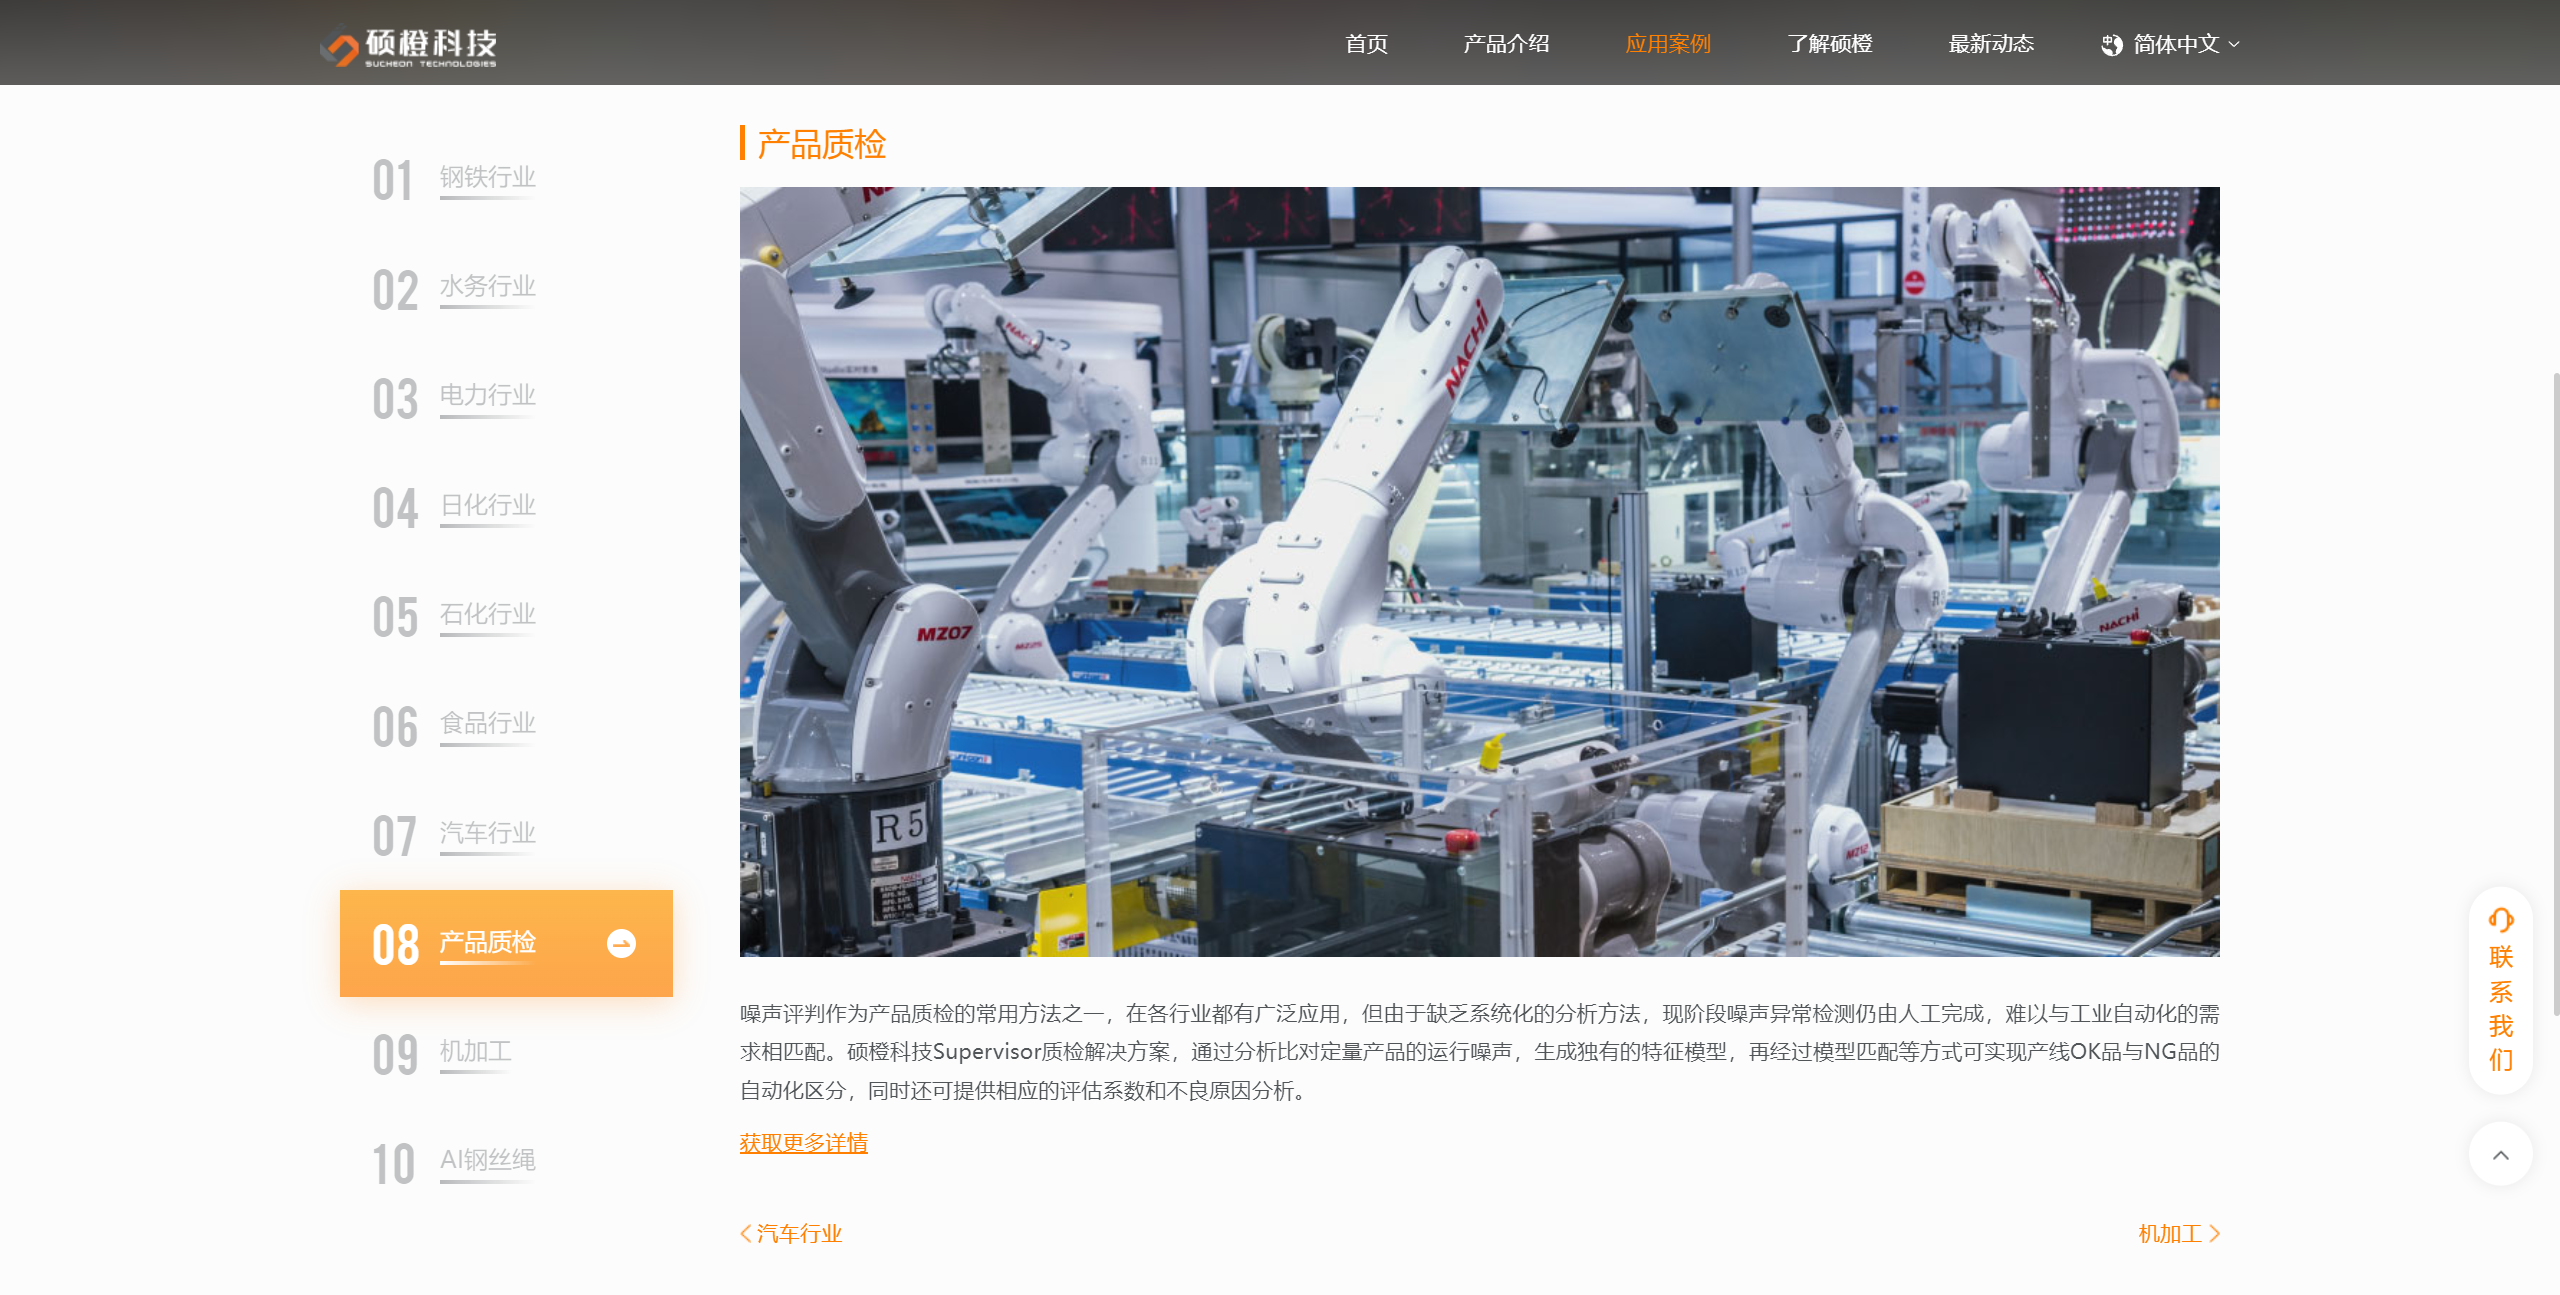 硕橙科技
SUCHEON TECHNOLOGIES
首页
产品介绍
应用案例
了解硕橙
最新动态
简体中文
01 钢铁行业
02 水务行业
03 电力行业
04 日化行业
05 石化行业
06 食品行业
07 汽车行业
08 产品质检
09 机加工
10 AI钢丝绳
产品质检
NACHI
NACHI
R11
MZ07
MZ25
NACHI
R5
NACHI
MZ12
噪声评判作为产品质检的常用方法之一，在各行业都有广泛应用，但由于缺乏系统化的分析方法，现阶段噪声异常检测仍由人工完成，难以与工业自动化的需
求相匹配。硕橙科技Supervisor质检解决方案，通过分析比对定量产品的运行噪声，生成独有的特征模型，再经过模型匹配等方式可实现产线OK品与NG品的
自动化区分，同时还可提供相应的评估系数和不良原因分析。
获取更多详情
汽车行业
机加工
联
系
我
们